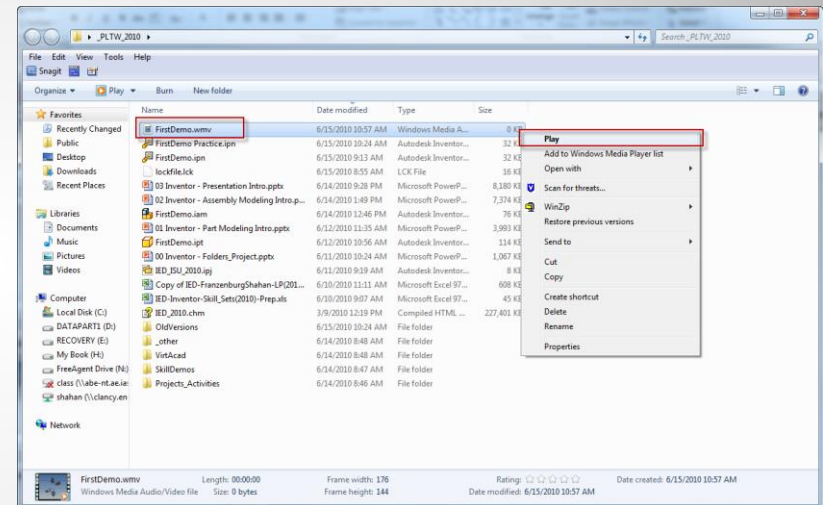 _PLTW_2010
Search _PLTW_2010
File Edit View Tools Help
Snagit
Organize Play Burn New folder
Favorites
Recently Changed
Public
Desktop
Downloads
Recent Places
Libraries
Documents
Music
Pictures
Videos
Computer
Local Disk (C:)
DATAPART1 (D:)
RECOVERY (E:)
My Book (H:)
FreeAgent Drive (N:)
class (\\abe-nt.ae.ia
shahan (\\clancy.en
Network
Name Date modified Type Size
FirstDemo.wmv 6/15/2010 10:57 AM Windows Media A... 0 KB
FirstDemo Practice.ipn 6/15/2010 10:24 AM Autodesk Inventor... 32 KB
FirstDemo.ipn 6/15/2010 9:13 AM Autodesk Inventor... 32 KB
lockfile.lck 6/15/2010 8:55 AM LCK File 16 KB
03 Inventor - Presentation Intro.pptx 6/14/2010 9:28 PM Microsoft PowerP... 8,180 KB
02 Inventor - Assembly Modeling Intro.p... 6/14/2010 1:49 PM Microsoft PowerP... 7,374 KB
FirstDemo.iam 6/14/2010 12:46 PM Autodesk Inventor... 76 KB
01 Inventor - Part Modeling Intro.pptx 6/12/2010 11:35 AM Microsoft PowerP... 3,993 KB
FirstDemo.ipt 6/12/2010 10:56 AM Autodesk Inventor... 114 KB
00 Inventor - Folders_Project.pptx 6/11/2010 10:24 AM Microsoft PowerP... 1,067 KB
IED_ISU_2010.ipj 6/11/2010 9:19 AM Autodesk Inventor... 8 KB
Copy of IED-FranzenburgShahan-LP(201... 6/10/2010 11:11 AM Microsoft Excel 97... 608 KB
IED-Inventor-Skill_Sets(2010)-Prep.xls 6/10/2010 9:07 AM Microsoft Excel 97... 45 KB
IED_2010.chm 3/9/2010 12:19 PM Compiled HTML ... 227,401 KB
OldVersions 6/15/2010 10:24 AM File folder
_other 6/14/2010 8:48 AM File folder
VirtAcad 6/14/2010 8:48 AM File folder
SkillDemos 6/14/2010 8:47 AM File folder
Projects_Activities 6/14/2010 8:46 AM File folder
Play
Add to Windows Media Player list
Open with
Scan for threats...
WinZip
Restore previous versions
Send to
Cut
Copy
Create shortcut
Delete
Rename
Properties
FirstDemo.wmv Length: 00:00:00 Frame width: 176 Rating: Date created: 6/15/2010 10:57 AM
Windows Media Audio/Video file Size: 0 bytes Frame height: 144 Date modified: 6/15/2010 10:57 AM